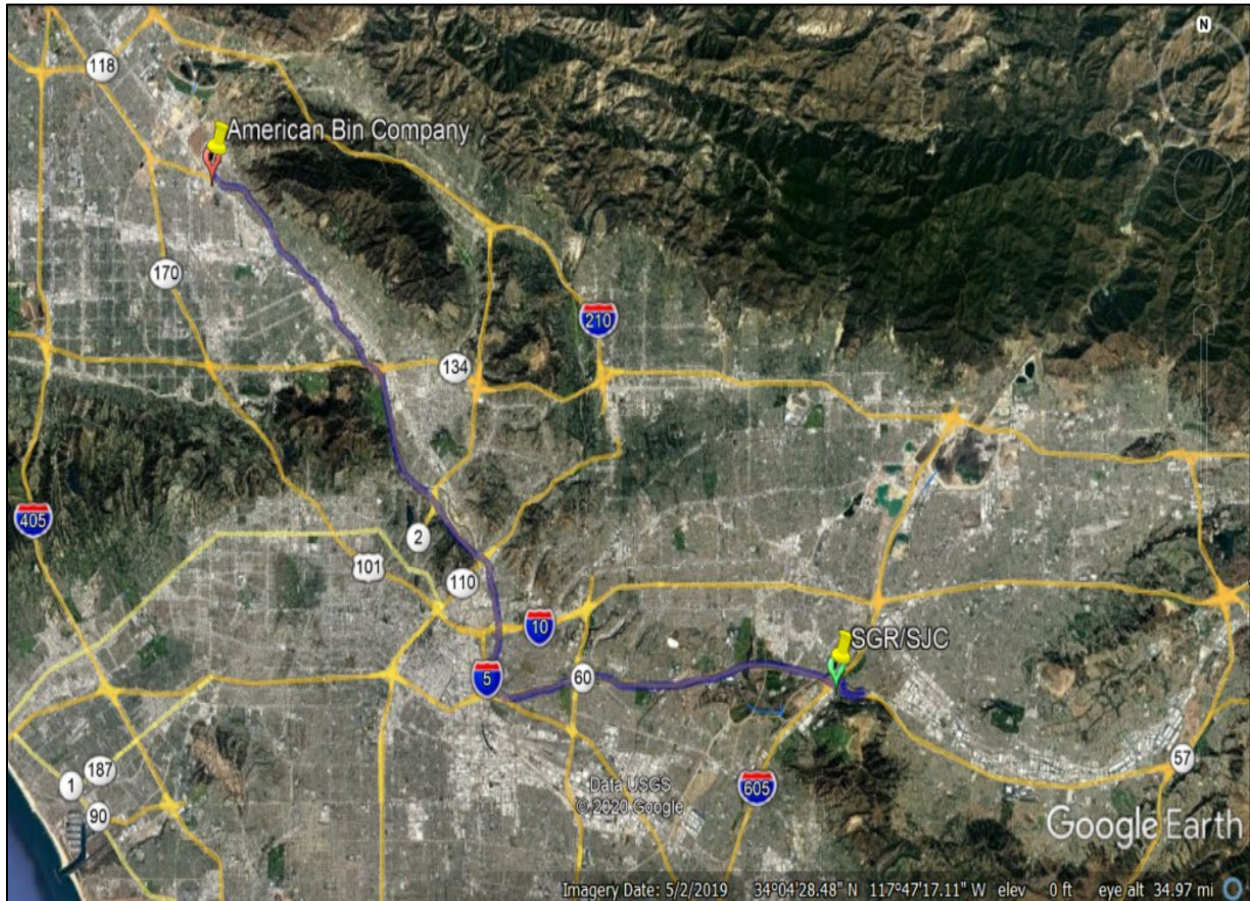 N
118
American Bin Company
170
210
134
405
2
101
110
10
SGR/SJC
5
60
57
1
187
90
605
Data USGS
© 2020 Google
Google Earth
Imagery Date: 5/2/2019 34°04'28.48" N 117°47'17.11" W elev 0 ft eye alt 34.97 mi